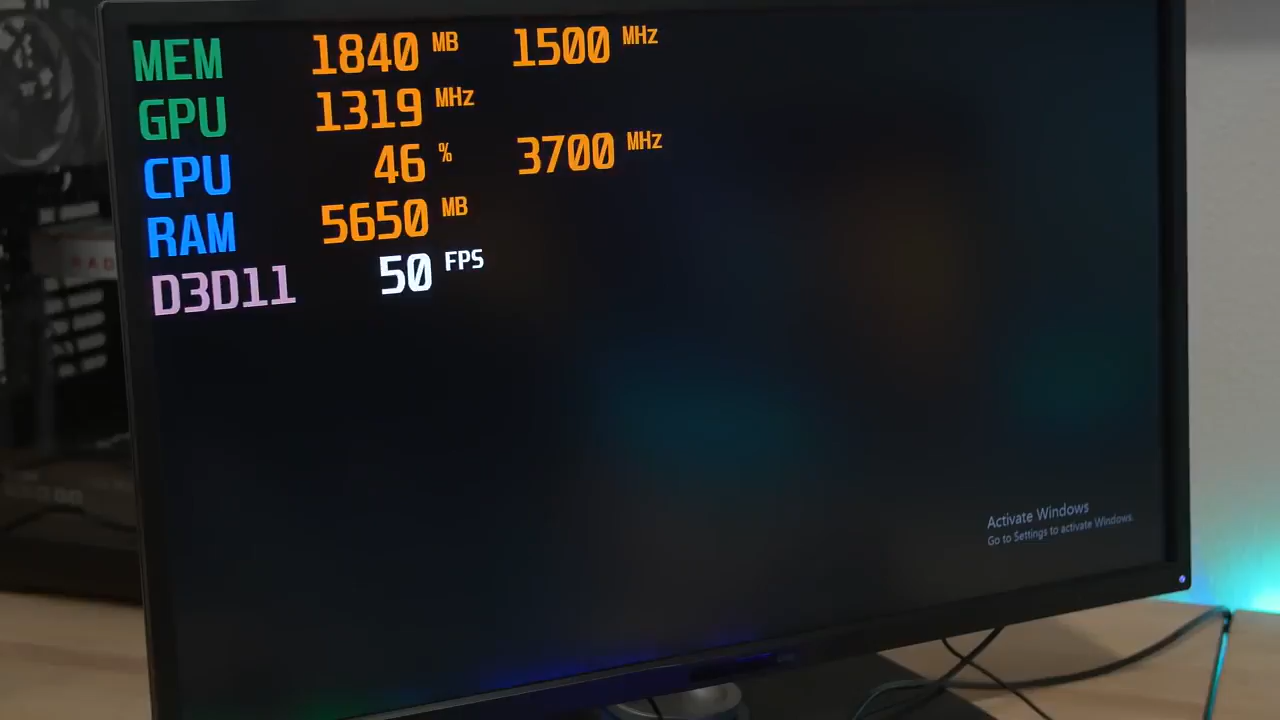 MEM 1840 MB 1500 MHz
GPU 1319 MHz
CPU 46 % 3700 MHz
RAM 5650 MB
D3D11 50 FPS
Activate Windows
Go to Settings to activate Windows.